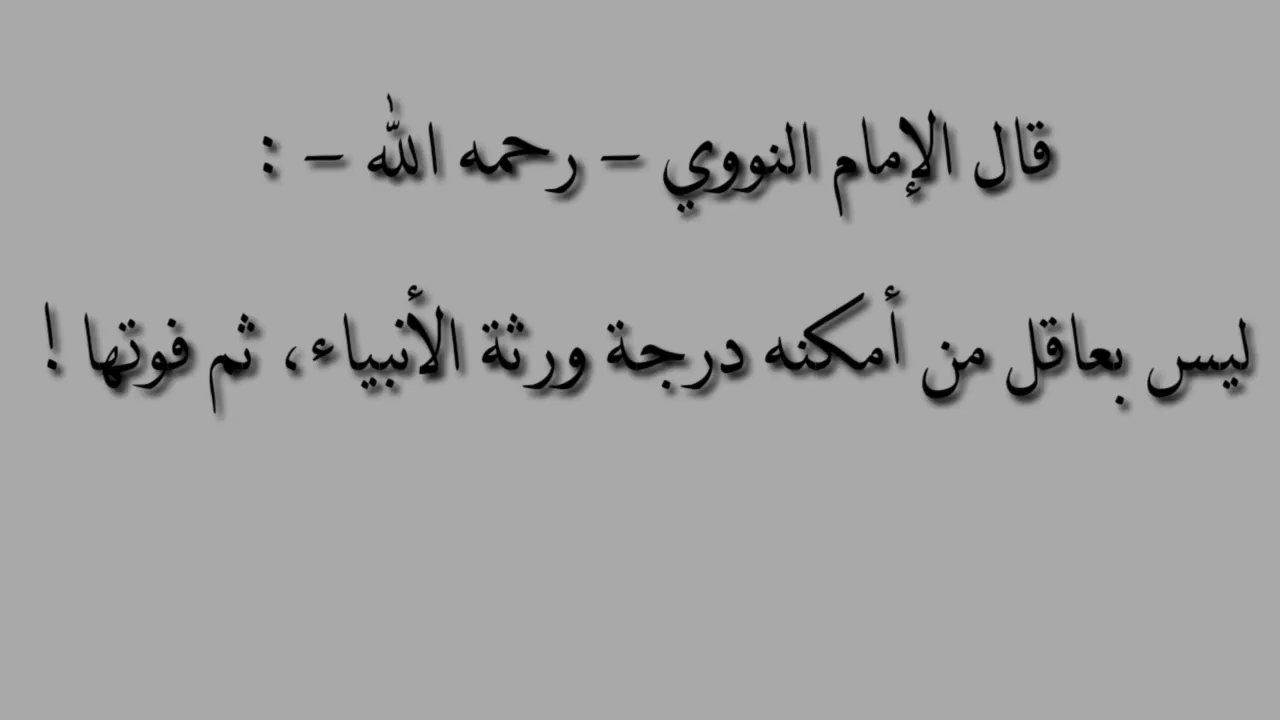 قال الإمام النووي – رحمه الله – :
ليس بعاقل من أمكنه درجة ورثة الأنبياء، ثم فوتها !